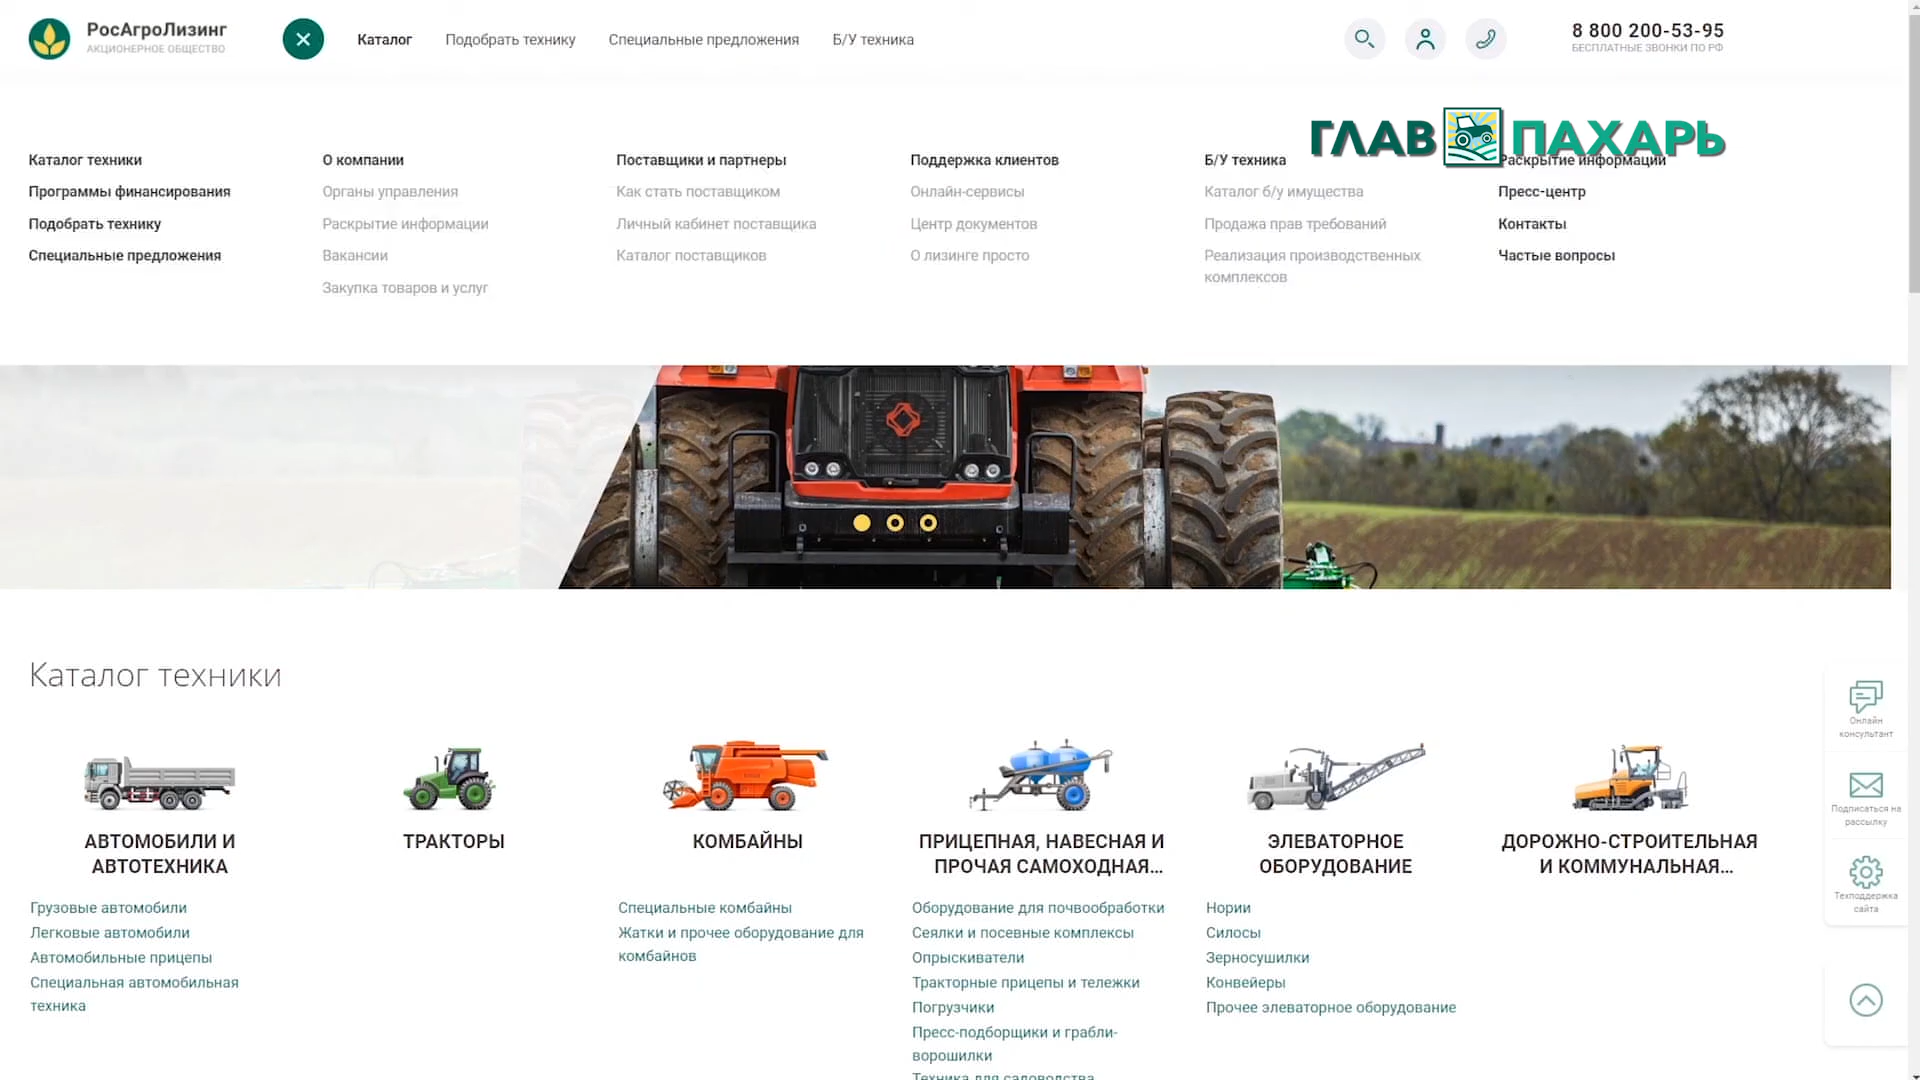 РосАгроЛизинг
АКЦИОНЕРНОЕ ОБЩЕСТВО
Каталог
Подобрать технику
Специальные предложения
Б/У техника
8 800 200-53-95
БЕСПЛАТНЫЕ ЗВОНКИ ПО РФ
ГЛАВ ПАХАРЬ
Каталог техники
Программы финансирования
Подобрать технику
Специальные предложения
О компании
Органы управления
Раскрытие информации
Вакансии
Закупка товаров и услуг
Поставщики и партнеры
Как стать поставщиком
Личный кабинет поставщика
Каталог поставщиков
Поддержка клиентов
Онлайн-сервисы
Центр документов
О лизинге просто
Б/У техника
Каталог б/у имущества
Продажа прав требований
Реализация производственных
комплексов
Раскрытие информации
Пресс-центр
Контакты
Частые вопросы
Каталог техники
АВТОМОБИЛИ И
АВТОТЕХНИКА
Грузовые автомобили
Легковые автомобили
Автомобильные прицепы
Специальная автомобильная
техника
ТРАКТОРЫ
КОМБАЙНЫ
Специальные комбайны
Жатки и прочее оборудование для
комбайнов
ПРИЦЕПНАЯ, НАВЕСНАЯ И
ПРОЧАЯ САМОХОДНАЯ...
Оборудование для почвообработки
Сеялки и посевные комплексы
Опрыскиватели
Тракторные прицепы и тележки
Погрузчики
Пресс-подборщики и грабли-
ворошилки
Техника для садоводства
ЭЛЕВАТОРНОЕ
ОБОРУДОВАНИЕ
Нории
Силосы
Зерносушилки
Конвейеры
Прочее элеваторное оборудование
ДОРОЖНО-СТРОИТЕЛЬНАЯ
И КОММУНАЛЬНАЯ...
Онлайн
консультант
Подписаться на
рассылку
Техподдержка
сайта